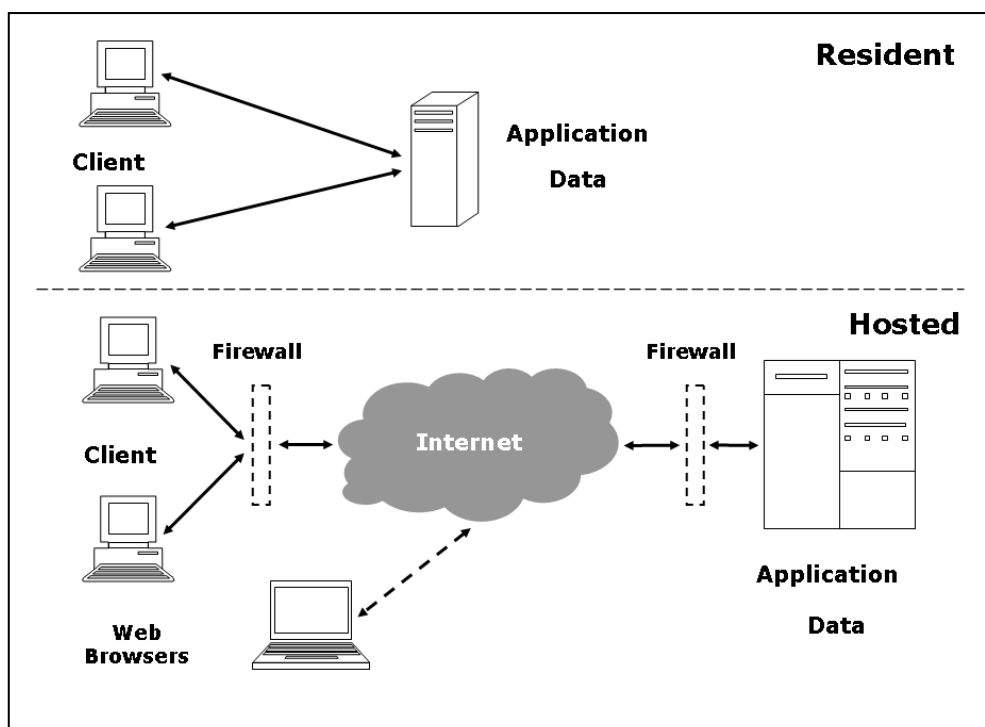 Resident
Application
Data
Client
Hosted
Firewall
Firewall
Internet
Client
Application
Data
Web
Browsers